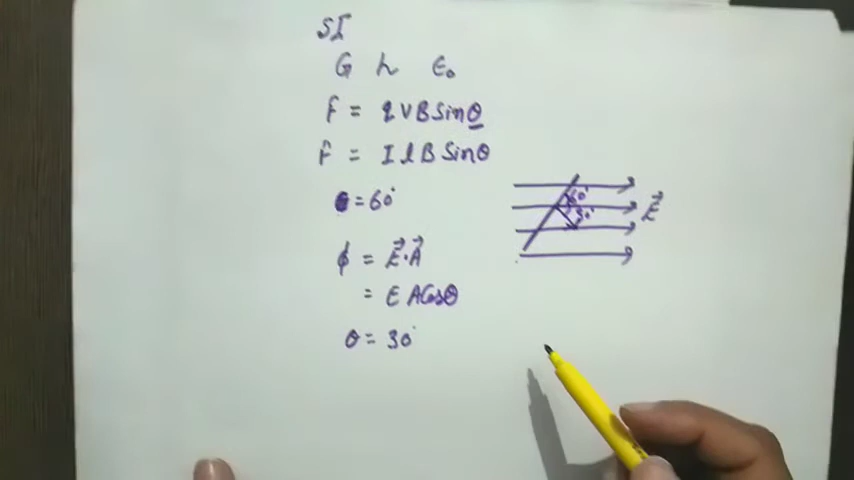 SI
G h ε₀
F = qVB Sinθ
F = IlB Sinθ
θ = 60°
60°
30°
E⃗
ϕ = E⃗·A⃗
= E A Cosθ
θ = 30°